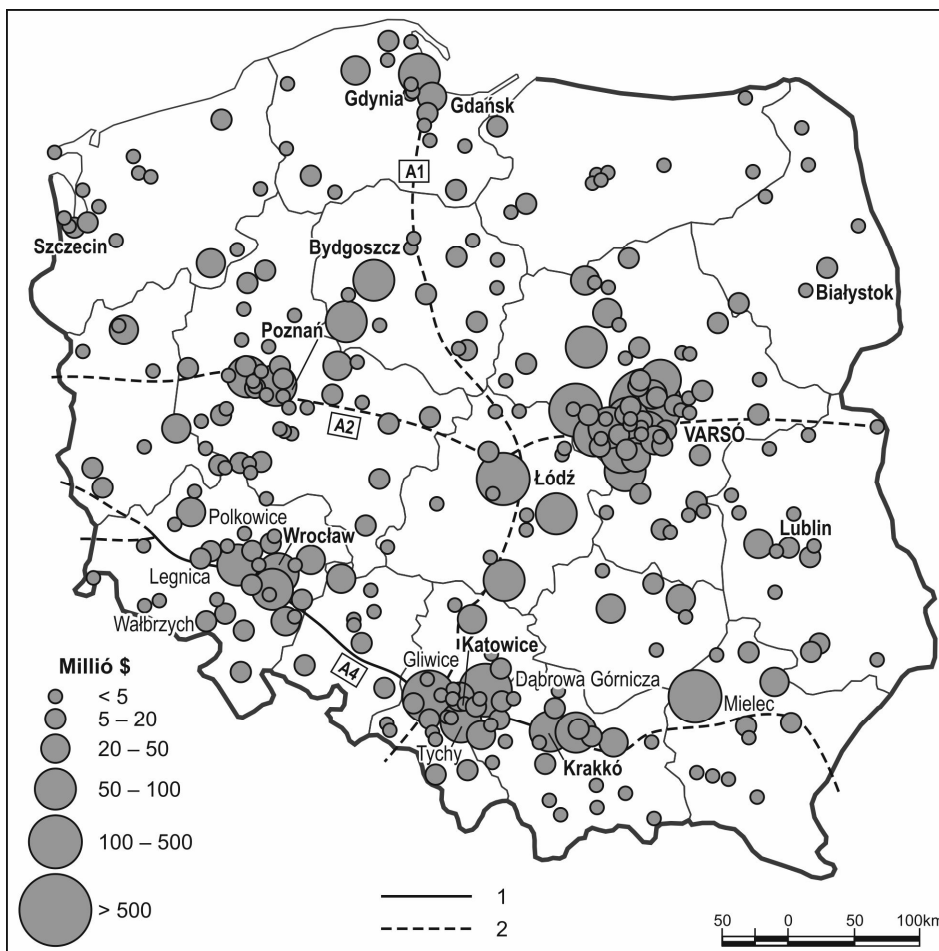 Gdynia
Gdańsk
A1
Szczecin
Bydgoszcz
Białystok
Poznań
A2
VARSÓ
Łódź
Polkowice
Wrocław
Lublin
Legnica
Wałbrzych
Katowice
Gliwice
A4
Dąbrowa Górnicza
Mielec
Tychy
Krakkó
Millió $
< 5
5 – 20
20 – 50
50 – 100
100 – 500
> 500
1
2
50 0 50 100km